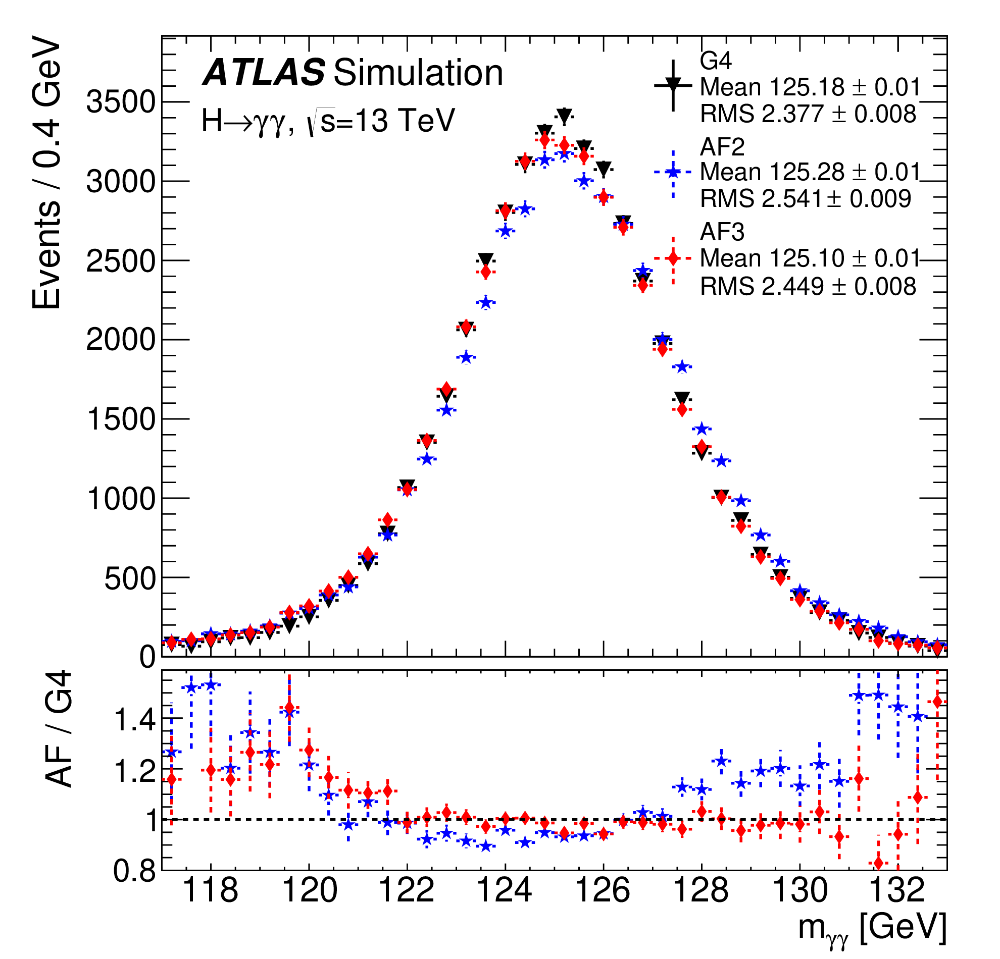 Events / 0.4 GeV
ATLAS Simulation
H→γγ, √s=13 TeV
G4
Mean 125.18 ± 0.01
RMS 2.377 ± 0.008
AF2
Mean 125.28 ± 0.01
RMS 2.541± 0.009
AF3
Mean 125.10 ± 0.01
RMS 2.449 ± 0.008
3500
3000
2500
2000
1500
1000
500
0
AF / G4
1.4
1.2
1
0.8
118 120 122 124 126 128 130 132
mγγ [GeV]